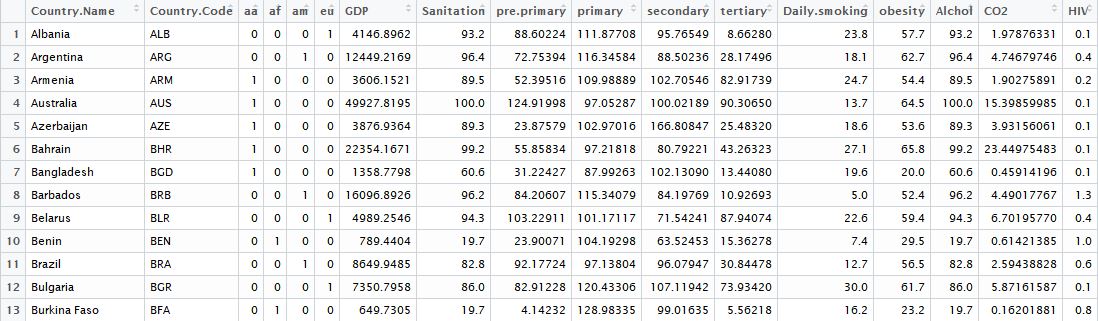 Country.Name Country.Code aa af am eu GDP Sanitation pre.primary primary secondary tertiary Daily.smoking obesity Alchol CO2 HIV
1 Albania ALB 0 0 0 1 4146.8962 93.2 88.60224 111.87708 95.76549 8.66280 23.8 57.7 93.2 1.97876331 0.1
2 Argentina ARG 0 0 1 0 12449.2169 96.4 72.75394 116.34584 88.50236 28.17496 18.1 62.7 96.4 4.74679746 0.4
3 Armenia ARM 1 0 0 0 3606.1521 89.5 52.39516 109.98889 102.70546 82.91739 24.7 54.4 89.5 1.90275891 0.2
4 Australia AUS 1 0 0 0 49927.8195 100.0 124.91998 97.05287 100.02189 90.30650 13.7 64.5 100.0 15.39859985 0.1
5 Azerbaijan AZE 1 0 0 0 3876.9364 89.3 23.87579 102.97016 166.80847 25.48320 18.6 53.6 89.3 3.93156061 0.1
6 Bahrain BHR 1 0 0 0 22354.1671 99.2 55.85834 97.21818 80.79221 43.26323 27.1 65.8 99.2 23.44975483 0.1
7 Bangladesh BGD 1 0 0 0 1358.7798 60.6 31.22427 87.99263 102.13090 13.44080 19.6 20.0 60.6 0.45914196 0.1
8 Barbados BRB 0 0 1 0 16096.8926 96.2 84.20607 115.34079 84.19769 10.92693 5.0 52.4 96.2 4.49017767 1.3
9 Belarus BLR 0 0 0 1 4989.2546 94.3 103.22911 101.17117 71.54241 87.94074 22.6 59.4 94.3 6.70195770 0.4
10 Benin BEN 0 1 0 0 789.4404 19.7 23.90071 104.19298 63.52453 15.36278 7.4 29.5 19.7 0.61421385 1.0
11 Brazil BRA 0 0 1 0 8649.9485 82.8 92.17724 97.13804 96.07947 30.84478 12.7 56.5 82.8 2.59438828 0.6
12 Bulgaria BGR 0 0 0 1 7350.7958 86.0 82.91228 120.43306 107.11942 73.93420 30.0 61.7 86.0 5.87161587 0.1
13 Burkina Faso BFA 0 1 0 0 649.7305 19.7 4.14232 128.98335 99.01635 5.56218 16.2 23.2 19.7 0.16201881 0.8